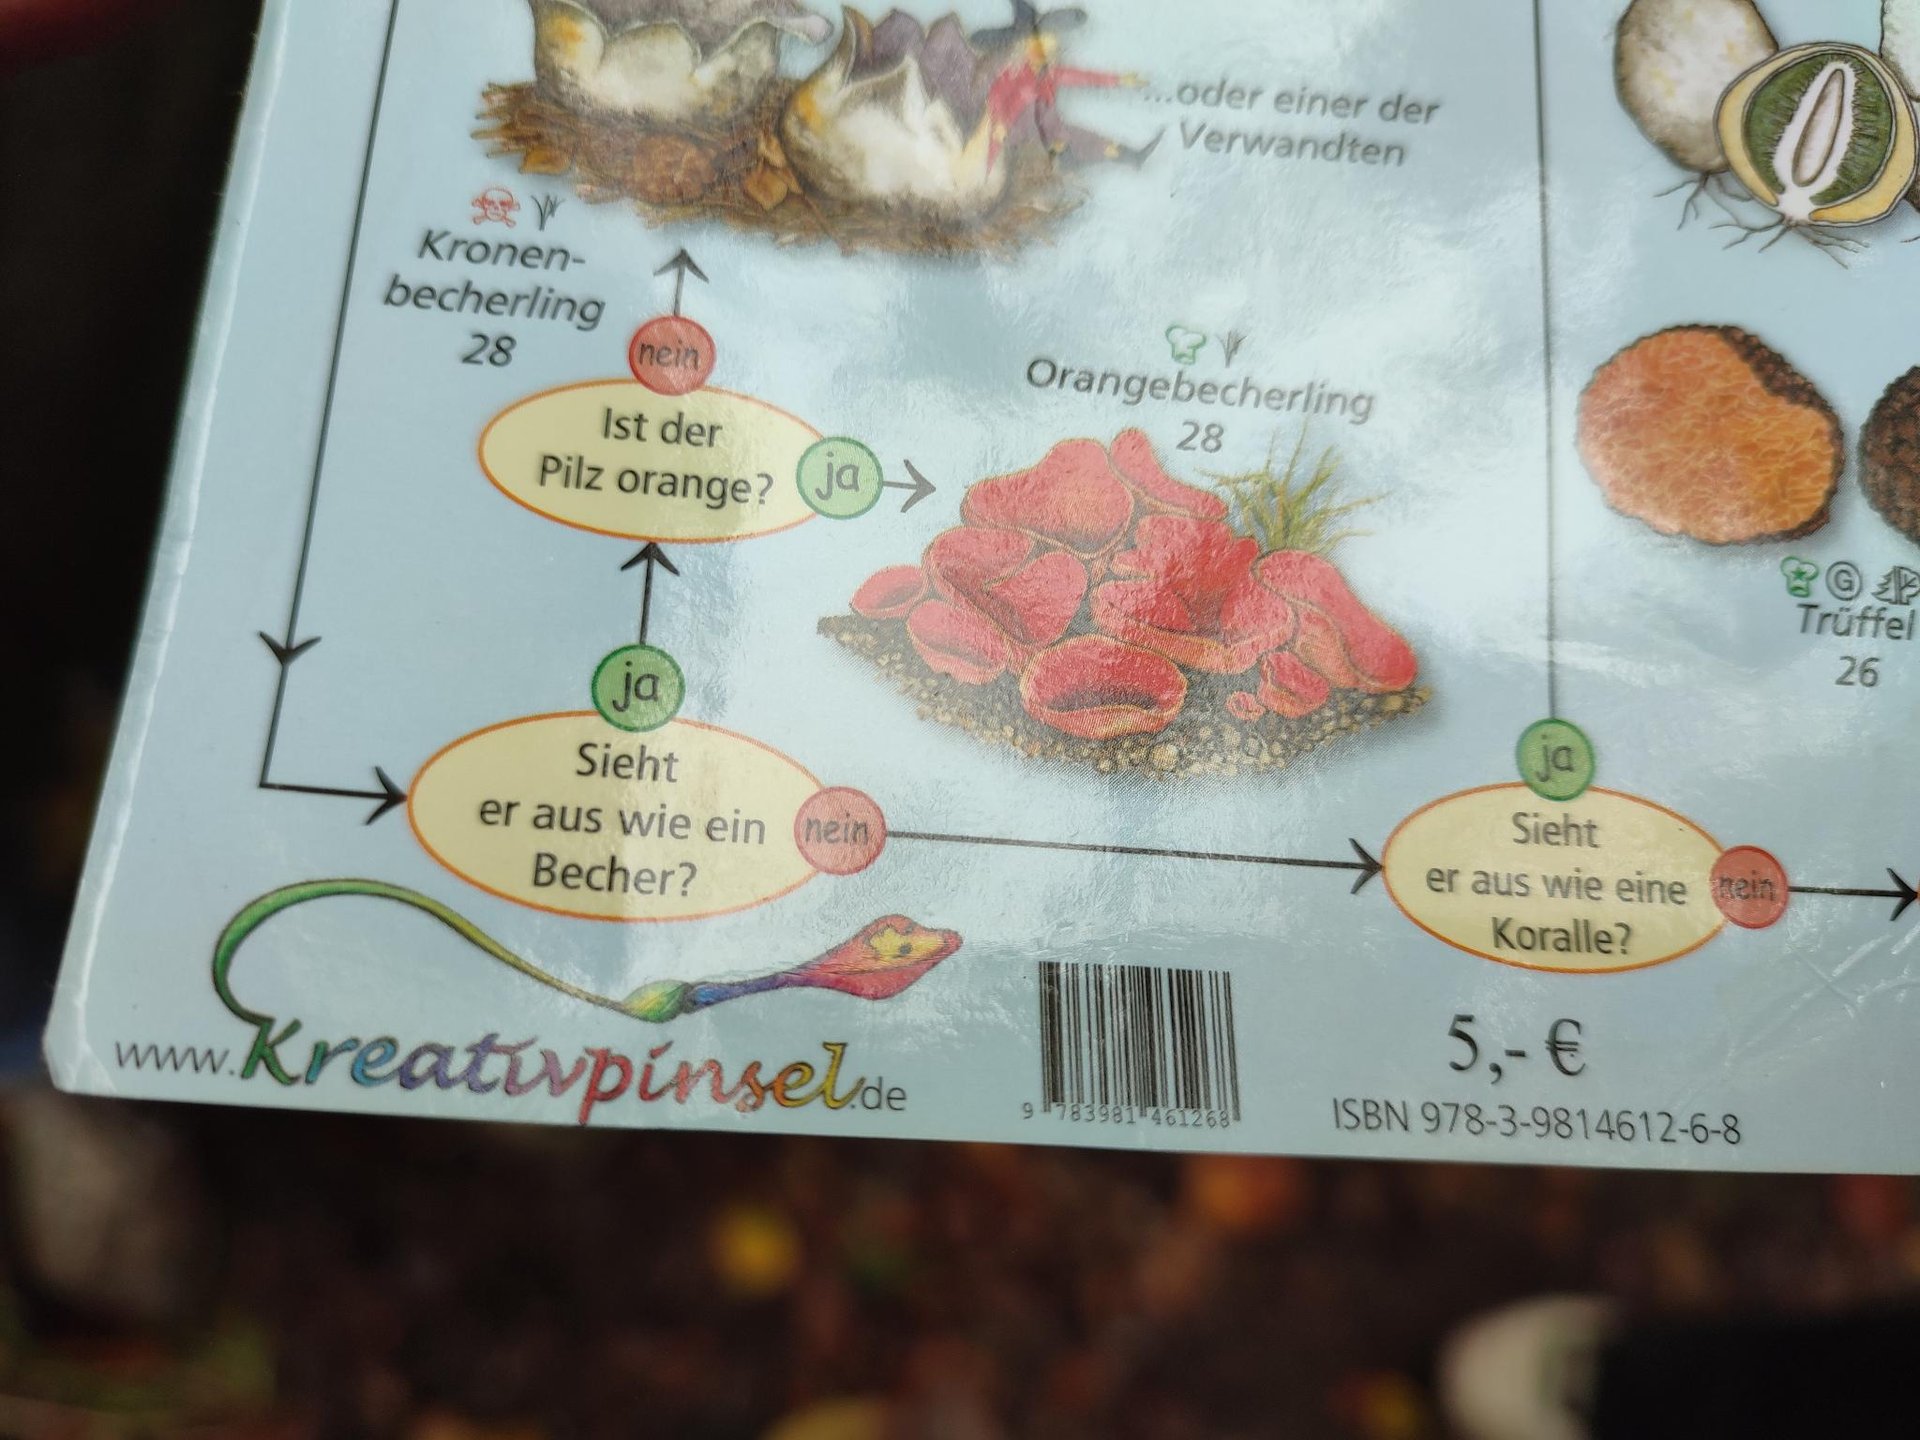 ...oder einer der
Verwandten
Kronen-
becherling
28
nein
Ist der
Pilz orange?
ja
Orangebecherling
28
G
Trüffel
26
ja
Sieht
er aus wie ein
Becher?
nein
ja
Sieht
er aus wie eine
Koralle?
nein
www.Kreativpinsel.de
9 783981 461268
5,- €
ISBN 978-3-9814612-6-8